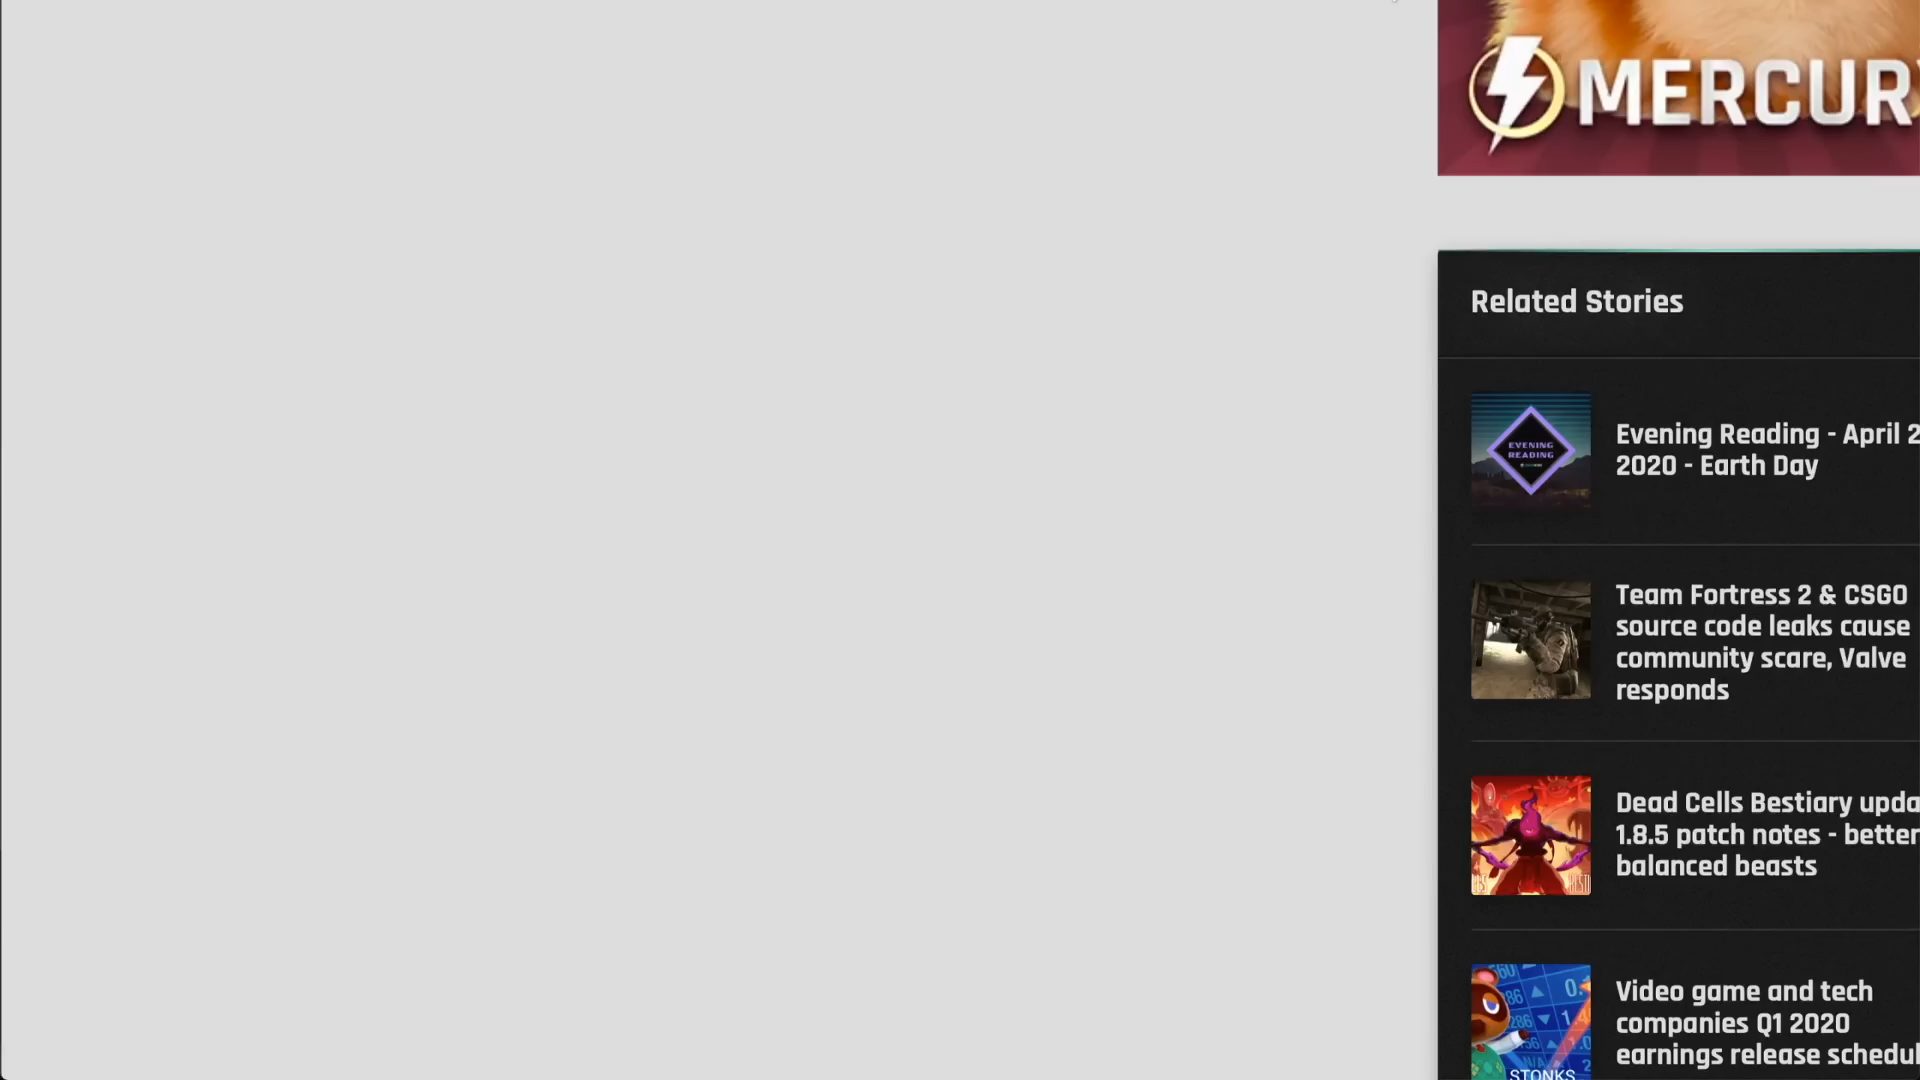 MERCURY
Related Stories
EVENING
READING
Evening Reading - April 2
2020 - Earth Day
Team Fortress 2 & CSGO
source code leaks cause
community scare, Valve
responds
Dead Cells Bestiary upda
1.8.5 patch notes - better
balanced beasts
Video game and tech
companies Q1 2020
earnings release schedul
STONKS